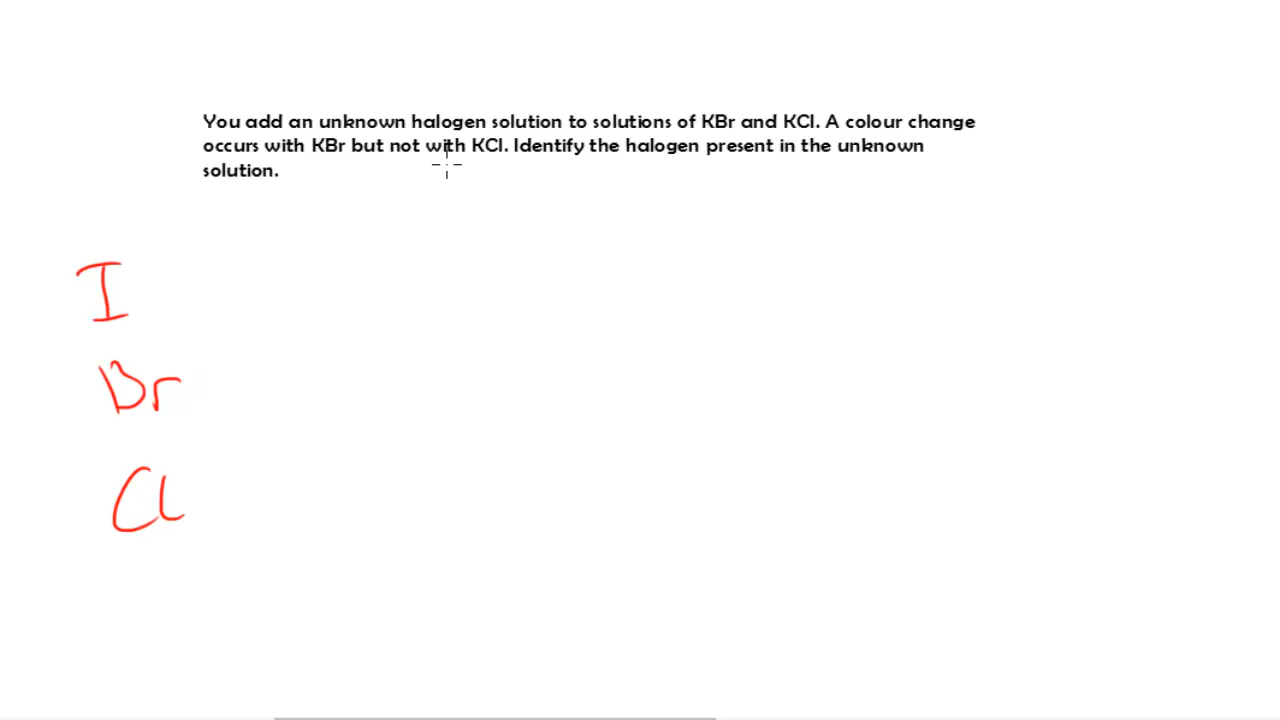 You add an unknown halogen solution to solutions of KBr and KCl. A colour change
occurs with KBr but not with KCl. Identify the halogen present in the unknown
solution.
I
Br
Cl